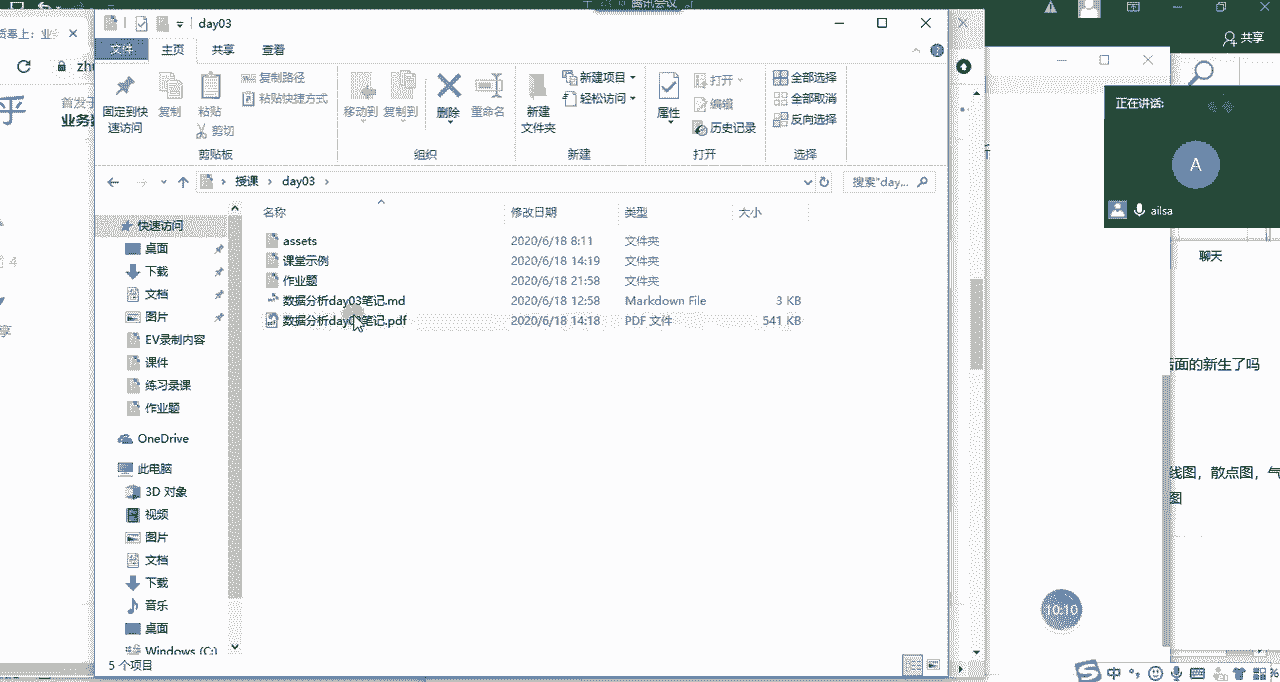 腾讯会议
day03
文件 主页 共享 查看
共享
固定到快速访问
复制
粘贴
复制路径
粘贴快捷方式
剪切
剪贴板
移动到
复制到
删除
重命名
组织
新建项目
轻松访问
新建文件夹
新建
属性
打开
编辑
历史记录
打开
全部选择
全部取消
反向选择
选择
授课 › day03 ›
搜索"day...
名称 修改日期 类型 大小
assets 2020/6/18 8:11 文件夹
课堂示例 2020/6/18 14:19 文件夹
作业题 2020/6/18 21:58 文件夹
数据分析day03笔记.md 2020/6/18 12:58 Markdown File 3 KB
数据分析day03笔记.pdf 2020/6/18 14:18 PDF 文件 541 KB
快速访问
桌面
下载
文档
图片
EV录制内容
课件
练习录课
作业题
OneDrive
此电脑
3D 对象
视频
图片
文档
下载
音乐
桌面
Windows (C:)
5 个项目
正在讲话:
A
ailsa
聊天
后面的新生了吗
线图，散点图，气
图
10:10
中
首发于
业务
zh
乎
4
享